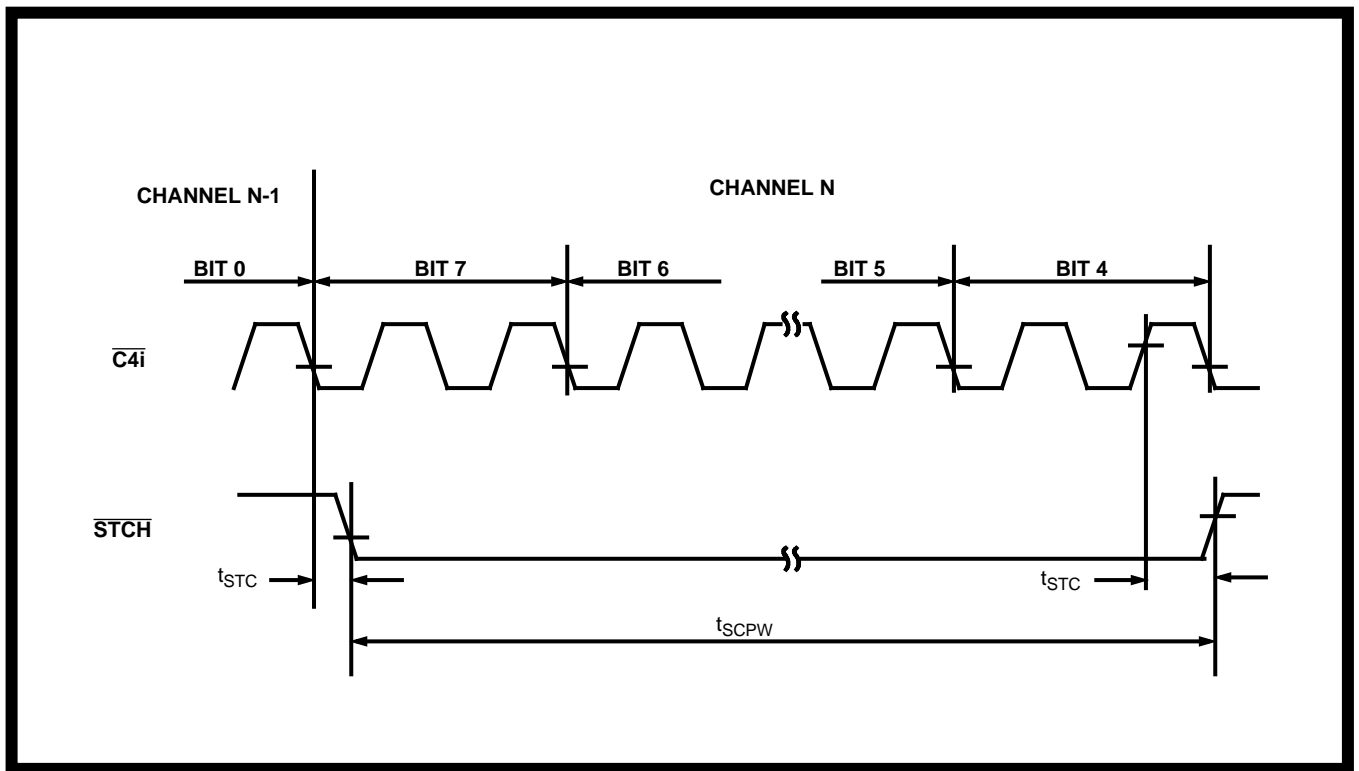 CHANNEL N-1
CHANNEL N
BIT 0
BIT 7
BIT 6
BIT 5
BIT 4
C4i
STCH
tSTC
tSTC
tSCPW